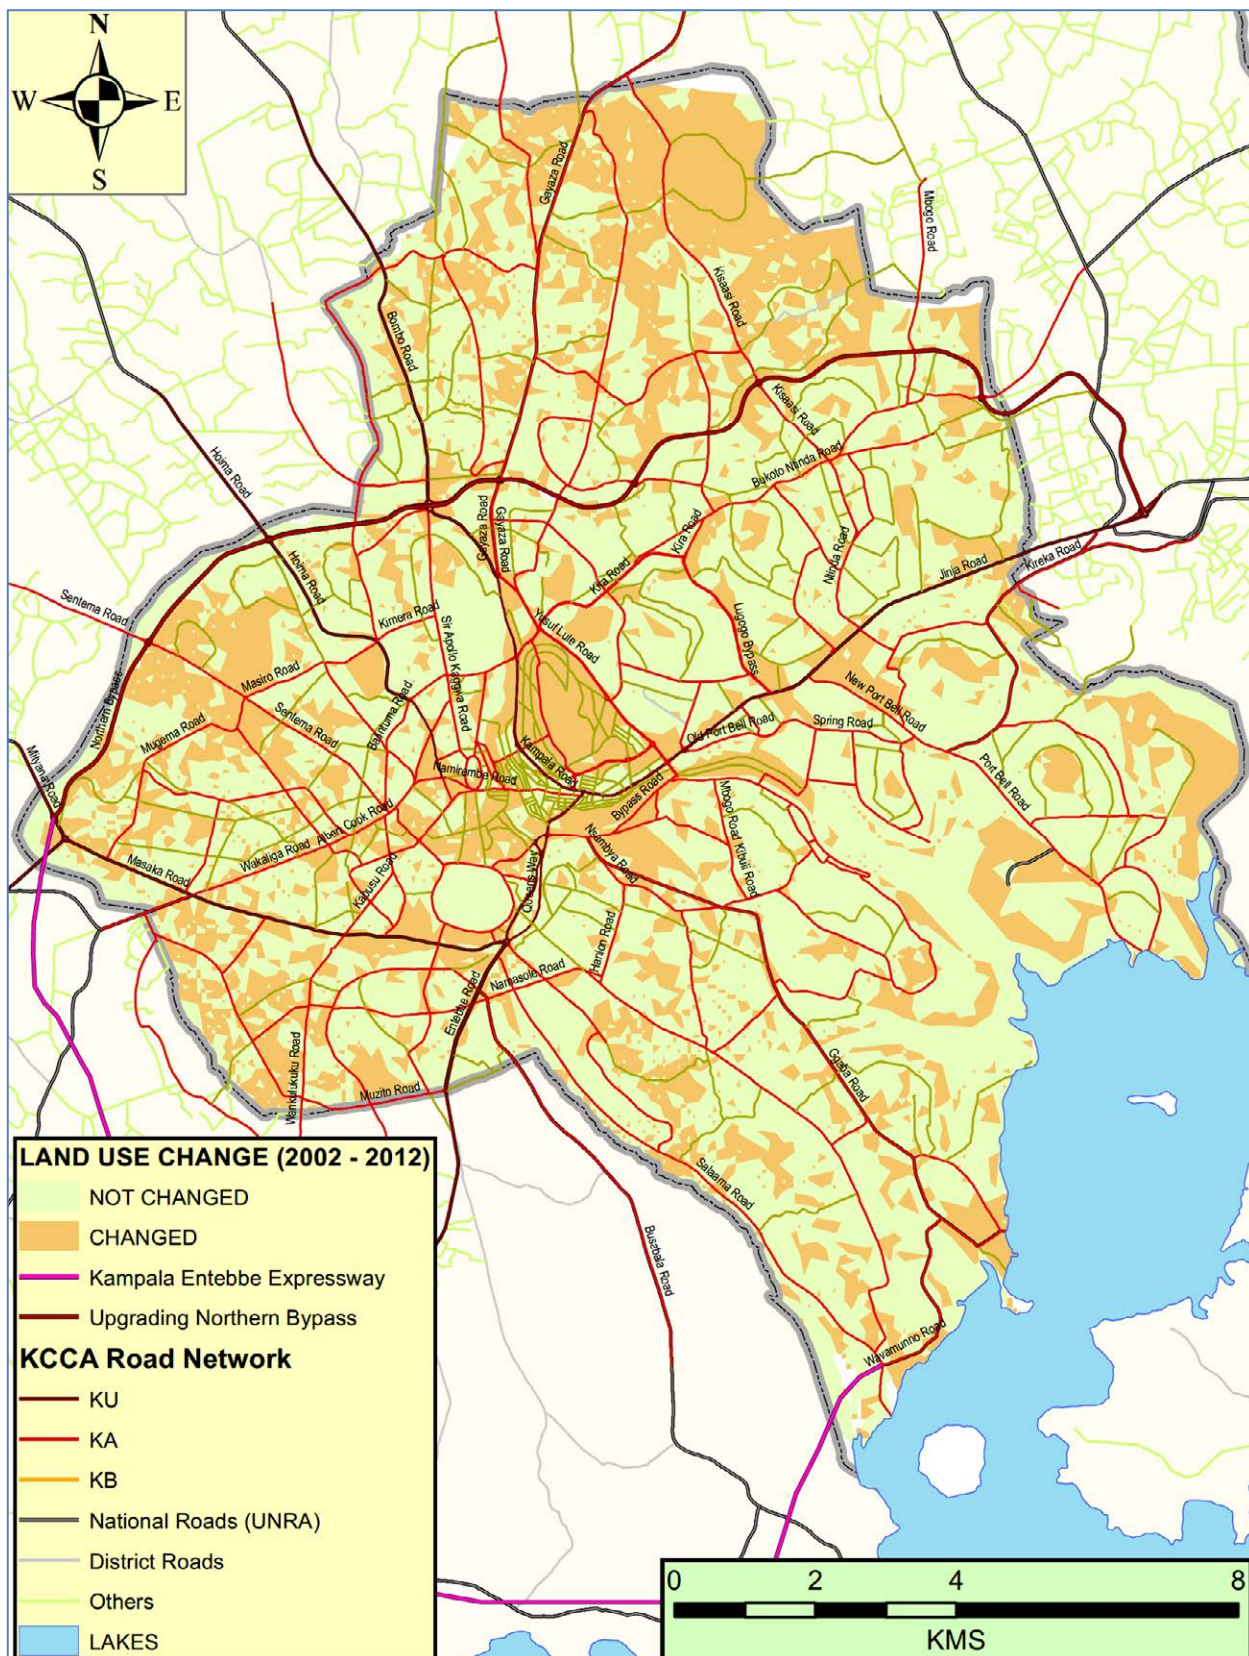 N
W E
S
Gayaza Road
Mbogo Road
Kisaasi Road
Bombo Road
Kisaasi Road
Bukoto Ntinda Road
Hoima Road
Gayaza Road
Gayaza Road
Kira Road
Ntinda Road
Hoima Road
Kira Road
Jinja Road
Kireka Road
Sentema Road
Kimera Road
Sir Apollo Kaggwa Road
Yusuf Lule Road
Lugogo Bypass
Masiro Road
New Port Bell Road
Northern Bypass
Mugema Road
Sentema Road
Balintuma Road
Old Port Bell Road
Spring Road
Mityana Road
Namirembe Road
Kampala Road
Bypass Road
Port Bell Road
Mbogo Road Kibuli Road
Wakaliga Road Albert Cook Road
Nsambya Road
Masaka Road
Kabusu Road
Queens Way
Hanlon Road
Namasole Road
Entebbe Road
Wankulukuku Road
Muzito Road
Ggaba Road
Salaama Road
Busabala Road
Wavamunno Road
LAND USE CHANGE (2002 - 2012)
NOT CHANGED
CHANGED
Kampala Entebbe Expressway
Upgrading Northern Bypass
KCCA Road Network
KU
KA
KB
National Roads (UNRA)
District Roads
Others
LAKES
0 2 4 8
KMS